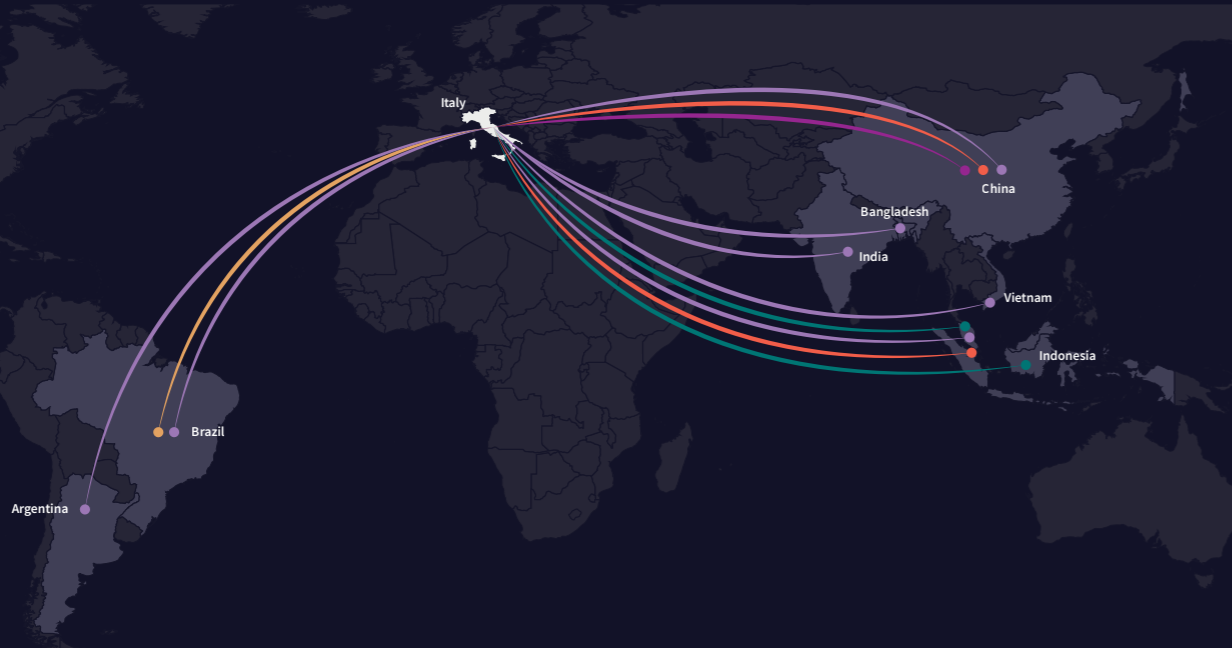 Italy
China
Bangladesh
India
Vietnam
Indonesia
Brazil
Argentina